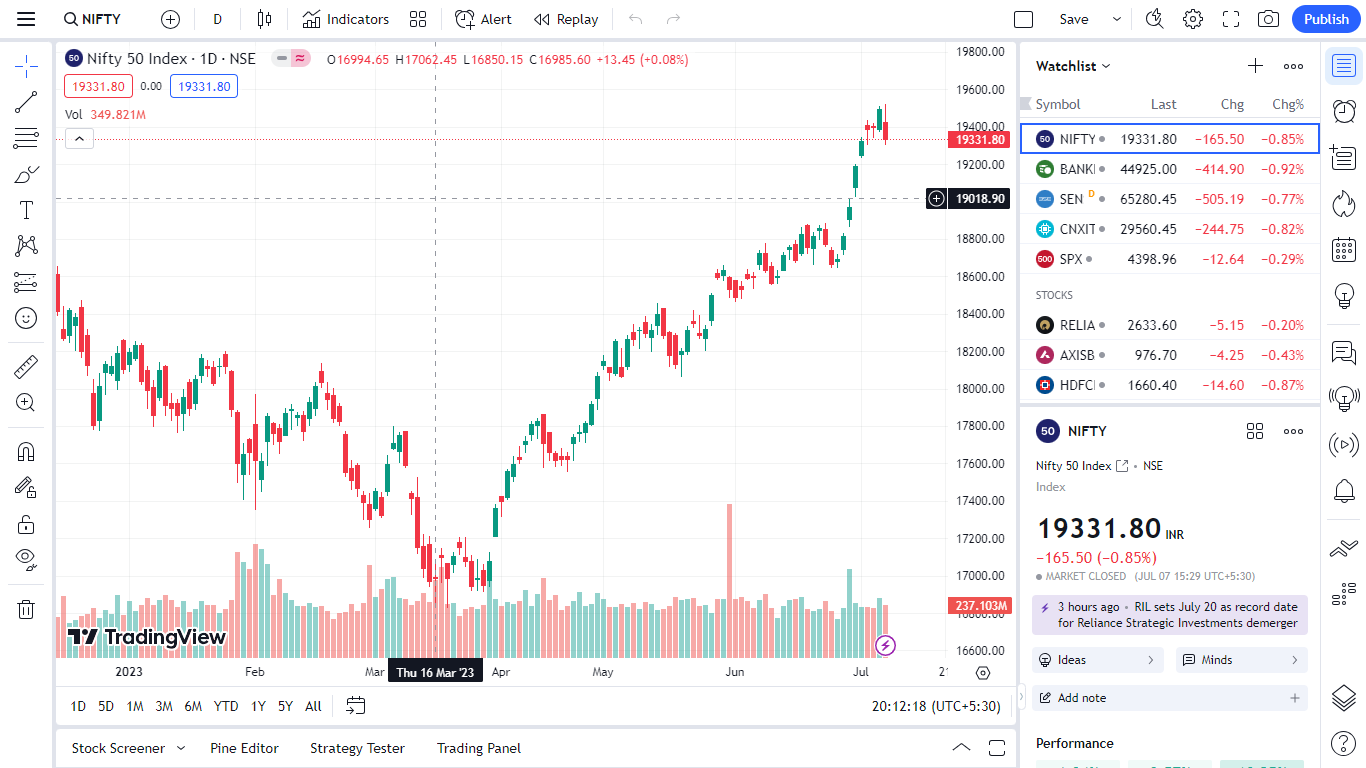 NIFTY
D
Indicators
Alert
Replay
Save
Publish
50 Nifty 50 Index · 1D · NSE
O16994.65 H17062.45 L16850.15 C16985.60 +13.45 (+0.08%)
19331.80 0.00 19331.80
Vol 349.821M
19800.00
19600.00
19400.00
19331.80
19200.00
19018.90
18800.00
18600.00
18400.00
18200.00
18000.00
17800.00
17600.00
17400.00
17200.00
17000.00
237.103M
16800.00
16600.00
TradingView
2023 Feb Mar Thu 16 Mar '23 Apr May Jun Jul
1D 5D 1M 3M 6M YTD 1Y 5Y All
20:12:18 (UTC+5:30)
Stock Screener Pine Editor Strategy Tester Trading Panel
Watchlist
Symbol Last Chg Chg%
50 NIFTY 19331.80 −165.50 −0.85%
BANKI 44925.00 −414.90 −0.92%
SEN D 65280.45 −505.19 −0.77%
CNXIT 29560.45 −244.75 −0.82%
500 SPX 4398.96 −12.64 −0.29%
STOCKS
RELIA 2633.60 −5.15 −0.20%
AXISB 976.70 −4.25 −0.43%
HDFC 1660.40 −14.60 −0.87%
50 NIFTY
Nifty 50 Index • NSE
Index
19331.80 INR
−165.50 (−0.85%)
MARKET CLOSED (JUL 07 15:29 UTC+5:30)
3 hours ago • RIL sets July 20 as record date
for Reliance Strategic Investments demerger
Ideas
Minds
Add note
Performance